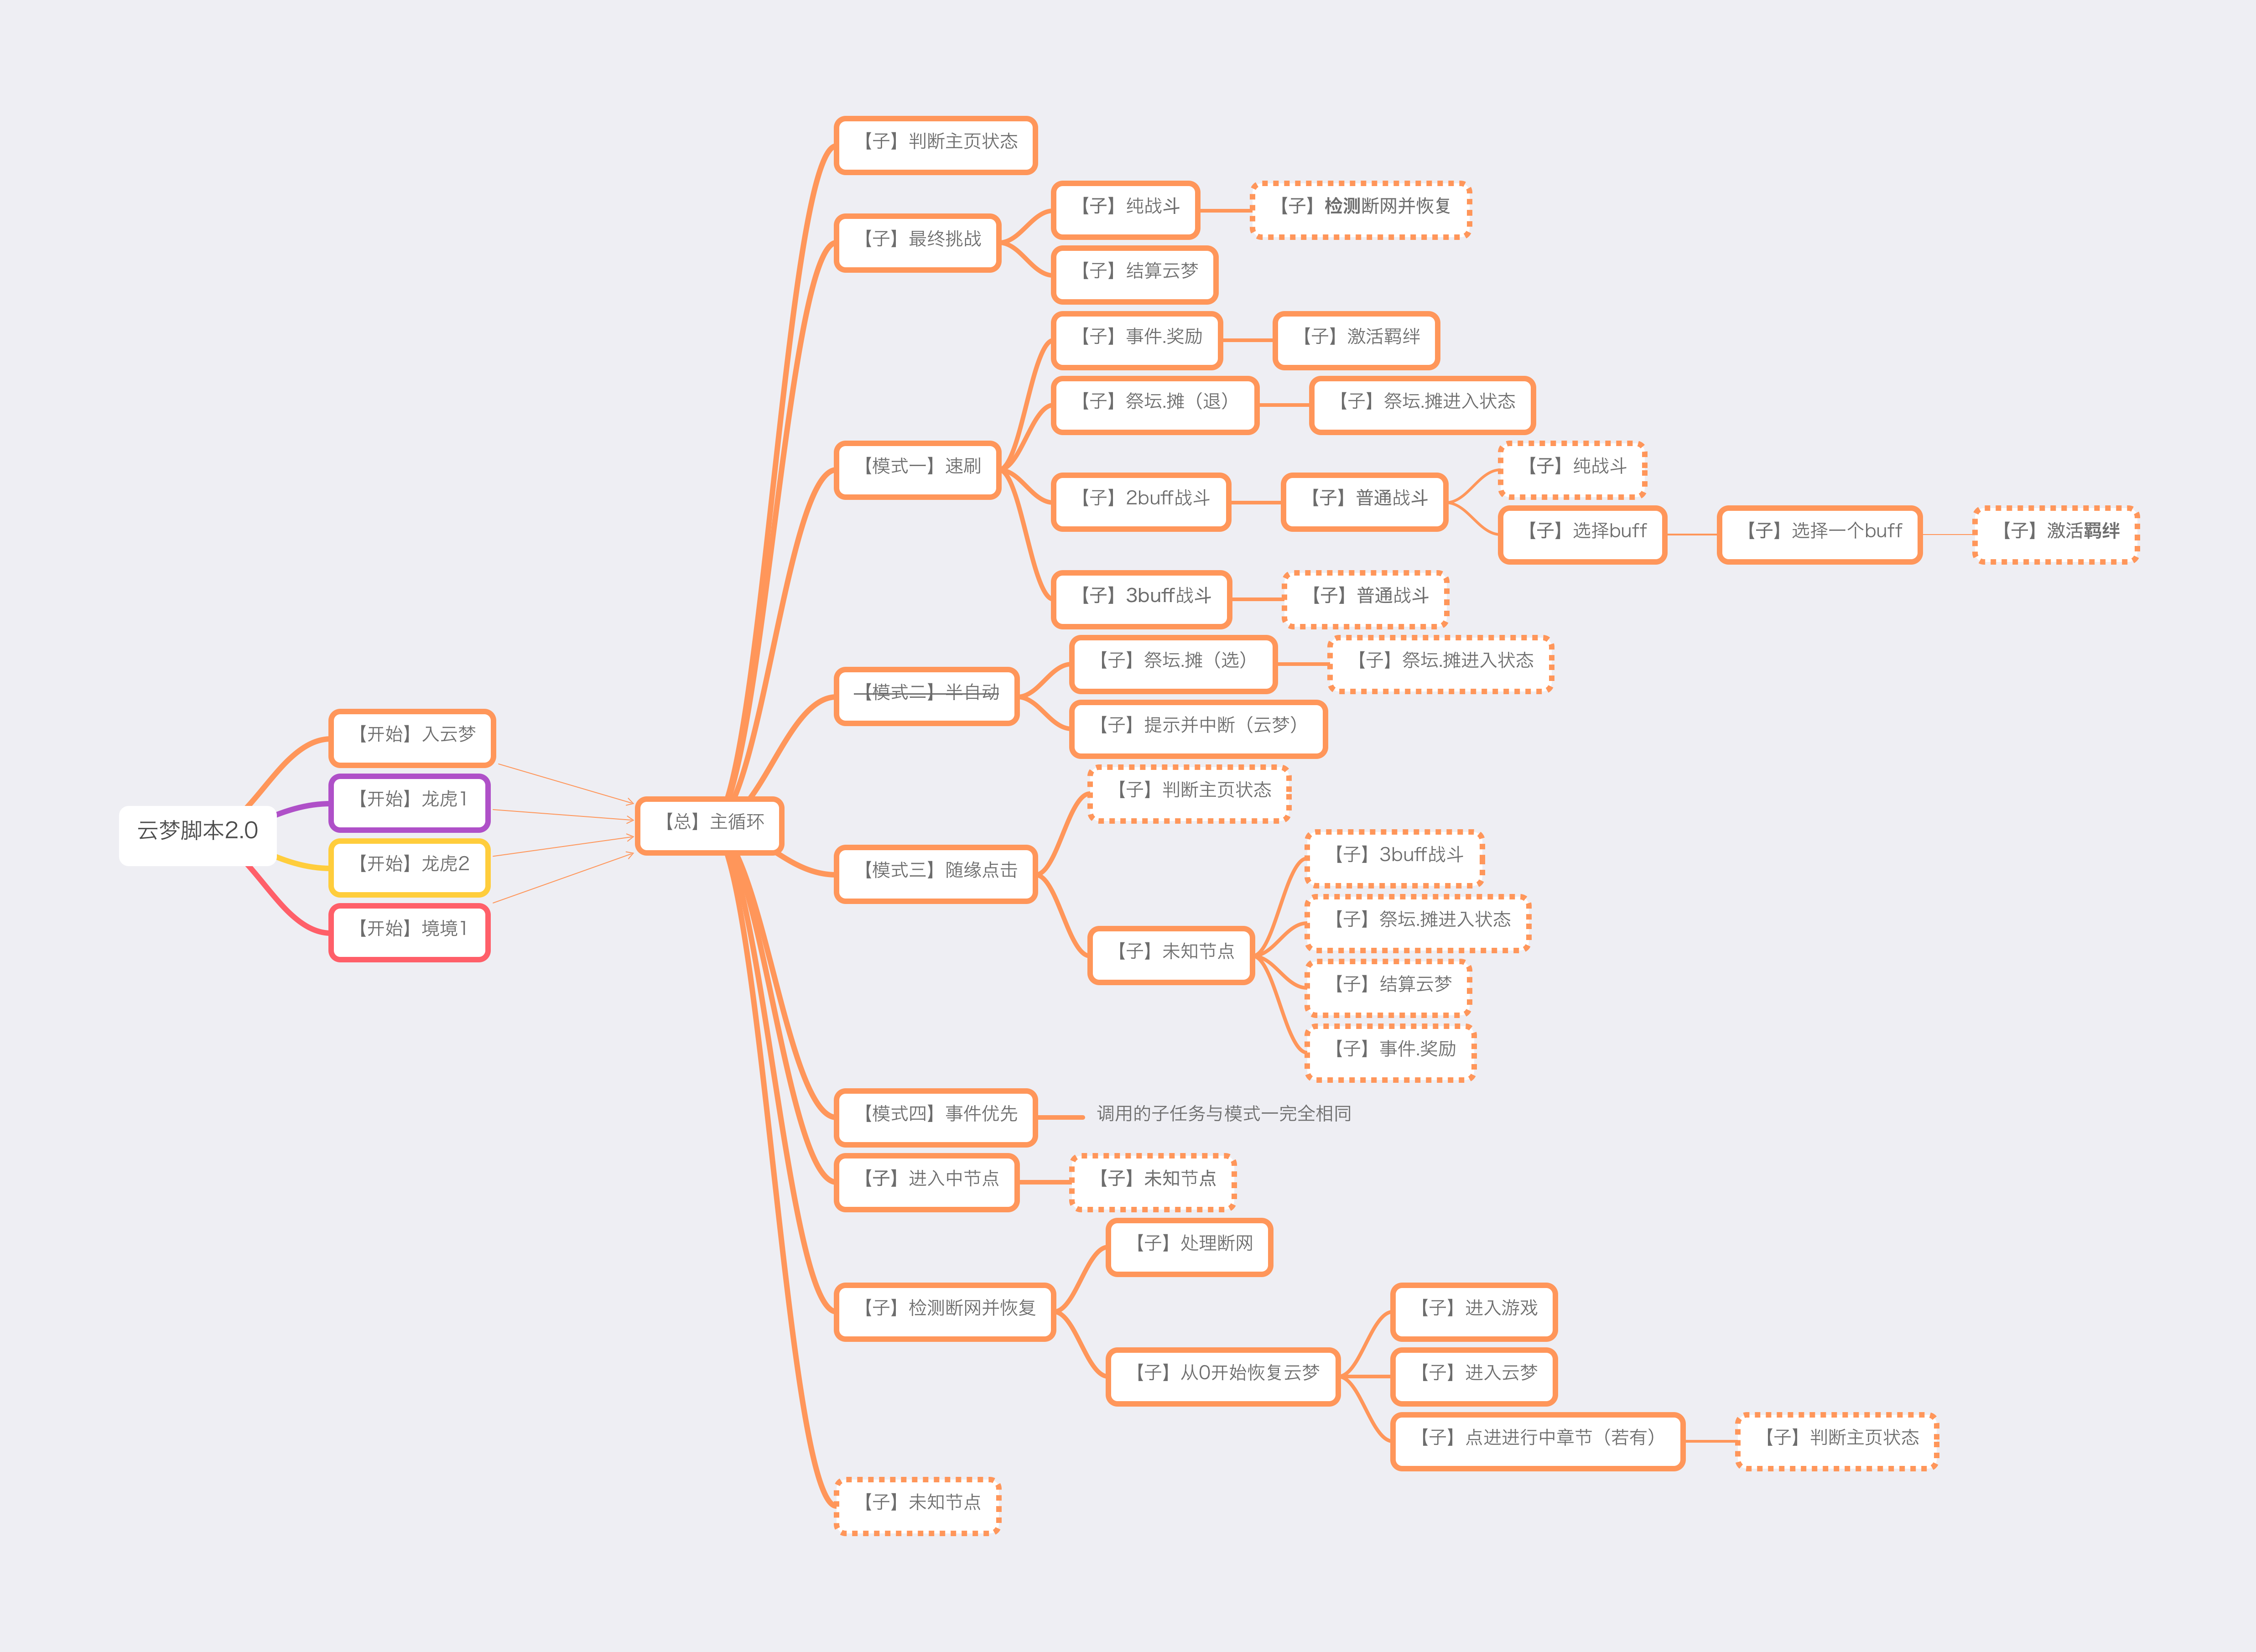 云梦脚本2.0
【开始】入云梦
【开始】龙虎1
【开始】龙虎2
【开始】境境1
【总】主循环
【子】判断主页状态
【子】最终挑战
【子】纯战斗
【子】检测断网并恢复
【子】结算云梦
【模式一】速刷
【子】事件.奖励
【子】激活羁绊
【子】祭坛.摊（退）
【子】祭坛.摊进入状态
【子】2buff战斗
【子】普通战斗
【子】纯战斗
【子】选择buff
【子】选择一个buff
【子】激活羁绊
【子】3buff战斗
【子】普通战斗
【模式二】半自动
【子】祭坛.摊（选）
【子】祭坛.摊进入状态
【子】提示并中断（云梦）
【模式三】随缘点击
【子】判断主页状态
【子】未知节点
【子】3buff战斗
【子】祭坛.摊进入状态
【子】结算云梦
【子】事件.奖励
【模式四】事件优先
调用的子任务与模式一完全相同
【子】进入中节点
【子】未知节点
【子】检测断网并恢复
【子】处理断网
【子】从0开始恢复云梦
【子】进入游戏
【子】进入云梦
【子】点进进行中章节（若有）
【子】判断主页状态
【子】未知节点